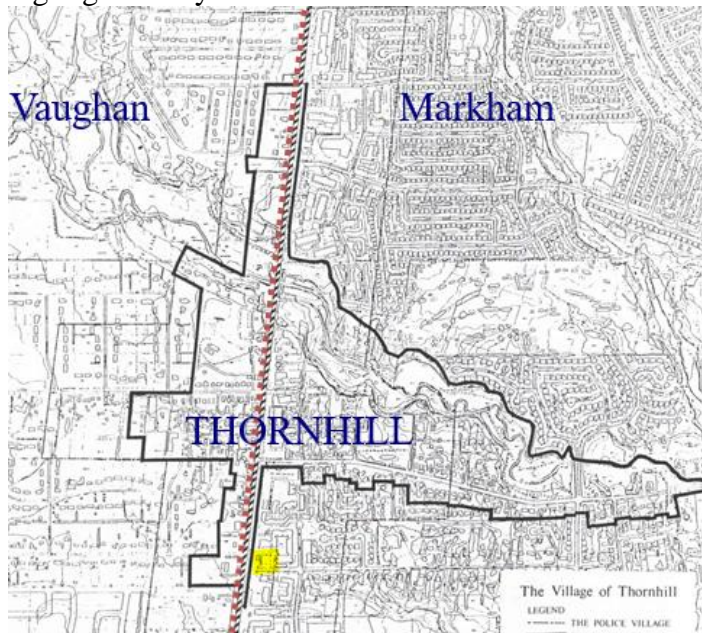 Vaughan
Markham
THORNHILL
The Village of Thornhill
LEGEND
THE POLICE VILLAGE